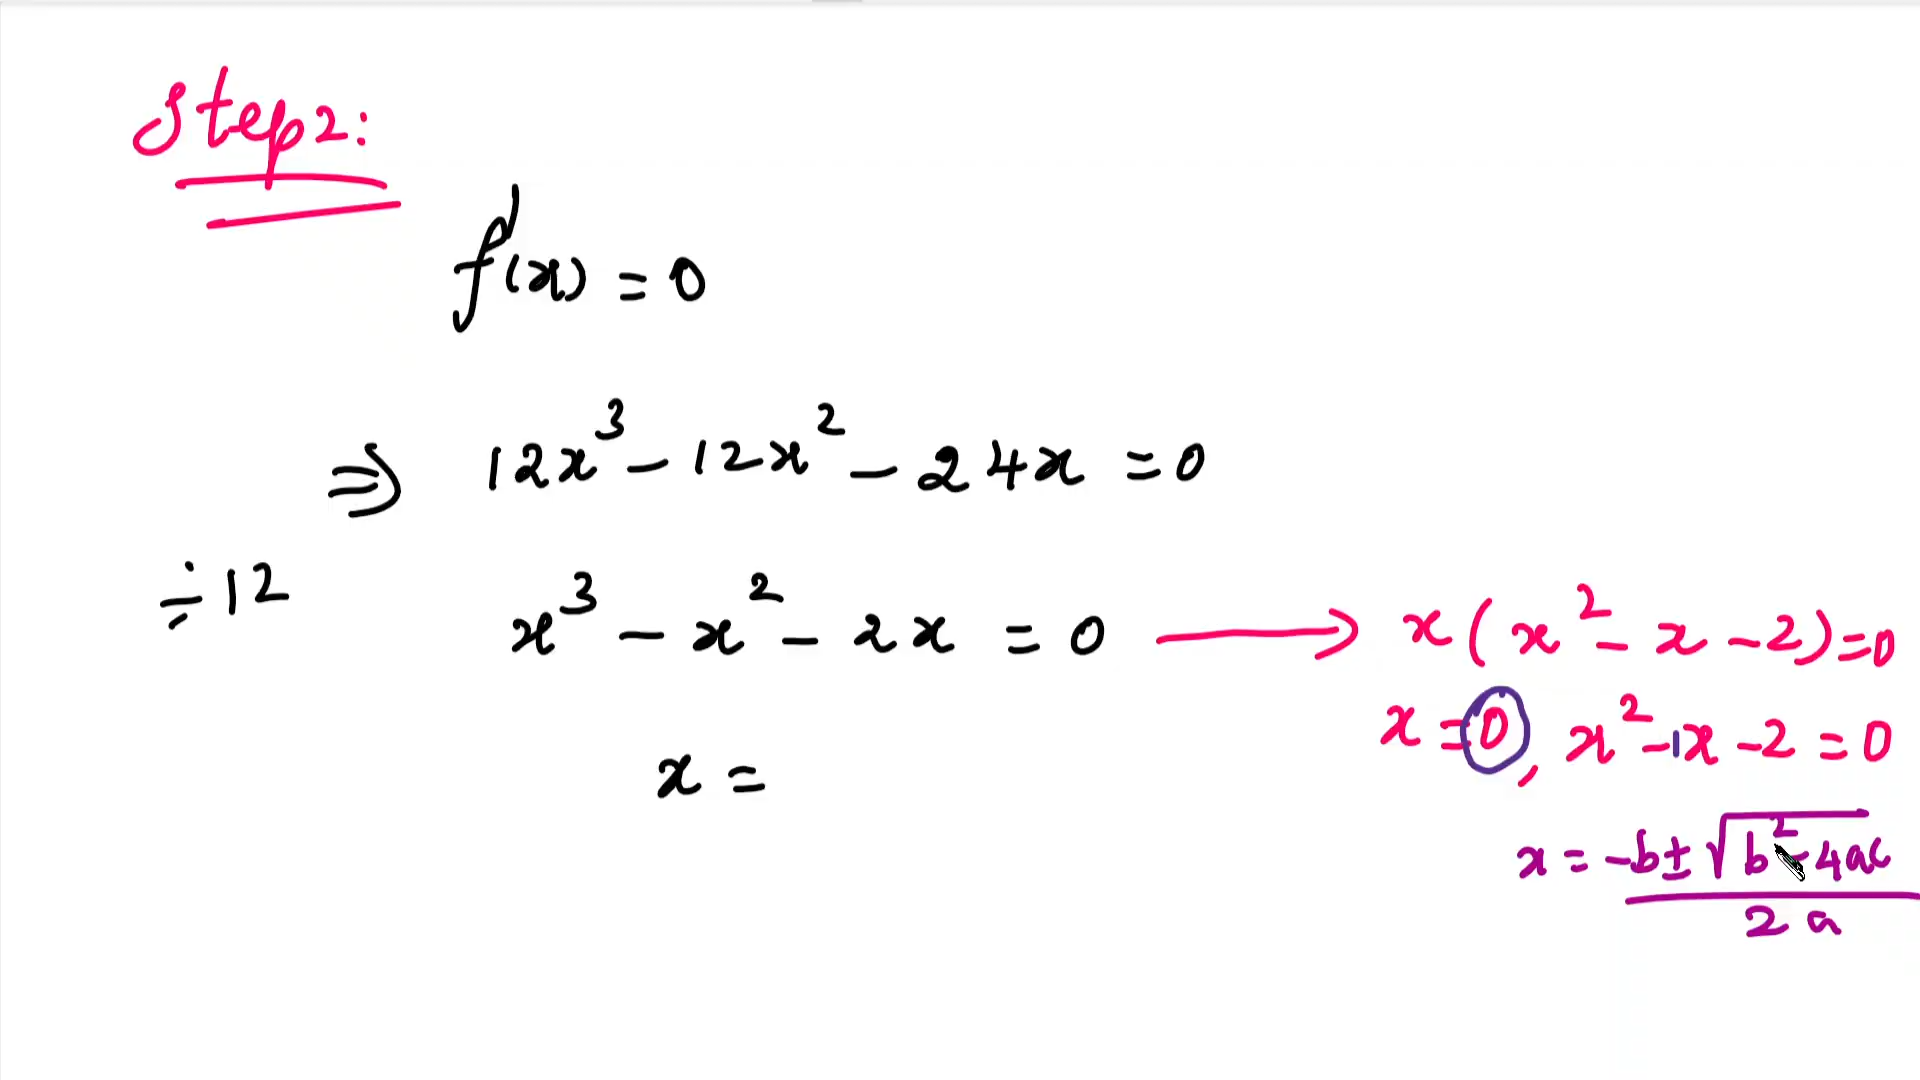 Step2:
f'(x) = 0
⇒ 12x³ - 12x² - 24x = 0
÷12 x³ - x² - 2x = 0 ⟶ x(x² - x - 2) = 0
x = 0, x² - 1x - 2 = 0
x =
x = -b ± √b² - 4ac
2a